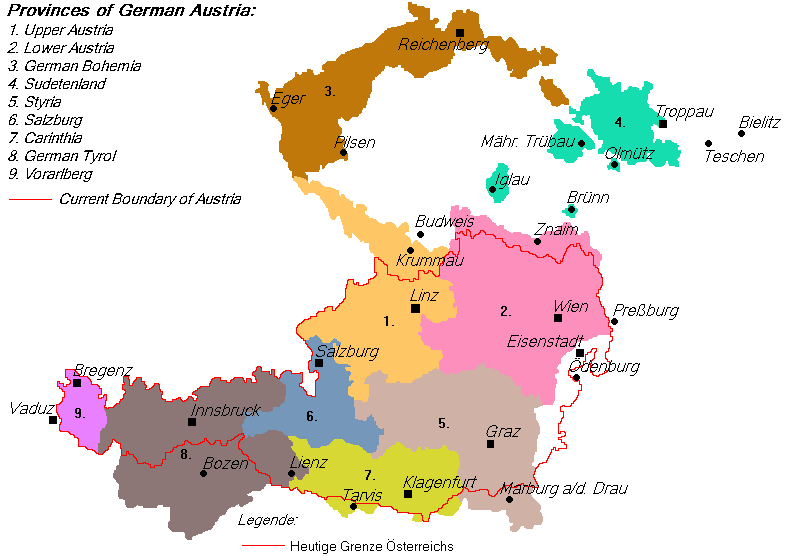 Provinces of German Austria:
1. Upper Austria
2. Lower Austria
3. German Bohemia
4. Sudetenland
5. Styria
6. Salzburg
7. Carinthia
8. German Tyrol
9. Vorarlberg
Current Boundary of Austria
Reichenberg
3.
Eger
Pilsen
Troppau
4.
Bielitz
Mähr. Trübau
Teschen
Olmütz
Iglau
Brünn
Budweis
Znaim
Krummau
Linz
2.
Wien
Preßburg
1.
Eisenstadt
Salzburg
Ödenburg
Bregenz
Vaduz
9.
Innsbruck
6.
5.
Graz
8.
Bozen
Lienz
7.
Klagenfurt
Tarvis
Marburg a/d. Drau
Legende:
Heutige Grenze Österreichs